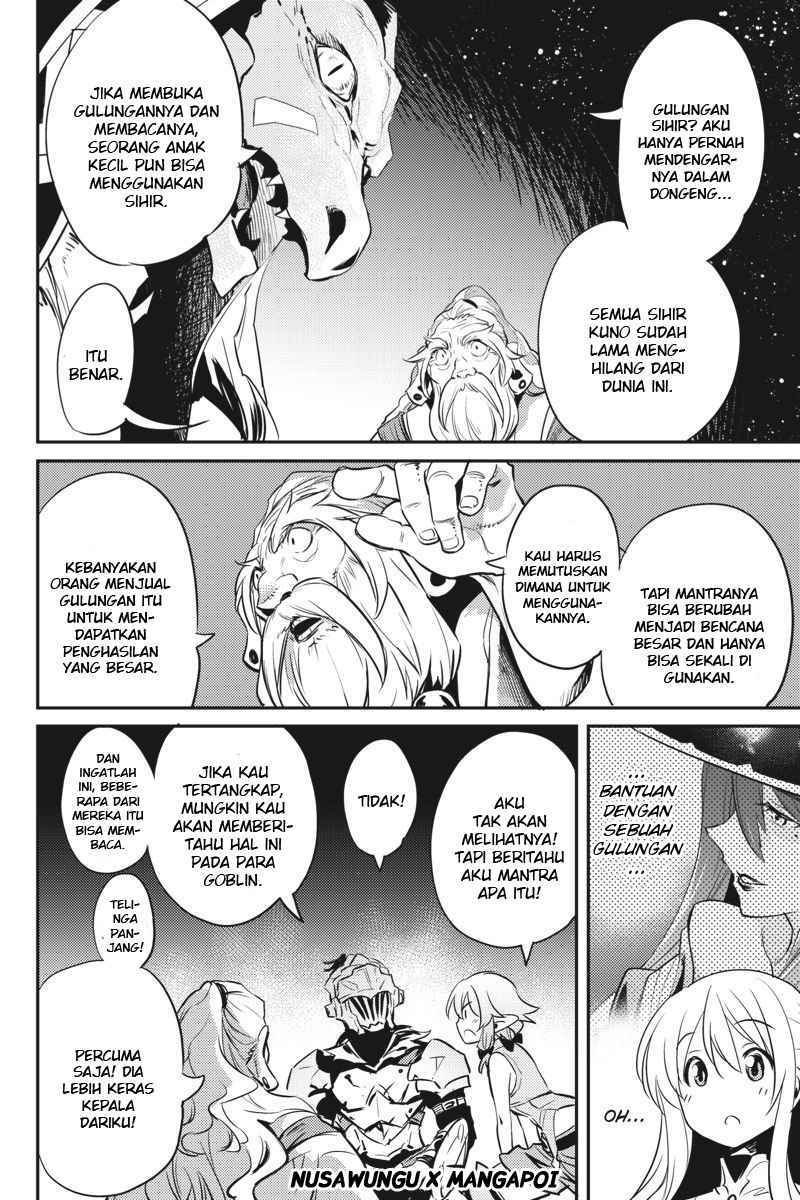 GULUNGAN
SIHIR? AKU
HANYA PERNAH
MENDENGAR-
NYA DALAM
DONGENG...
SEMUA SIHIR
KUNO SUDAH
LAMA MENG-
HILANG DARI
DUNIA INI.
JIKA MEMBUKA
GULUNGANNYA DAN
MEMBACANYA,
SEORANG ANAK
KECIL PUN BISA
MENGGUNAKAN
SIHIR.
ITU
BENAR.
TAPI MANTRANYA
BISA BERUBAH
MENJADI BENCANA
BESAR DAN HANYA
BISA SEKALI DI
GUNAKAN.
KAU HARUS
MEMUTUSKAN
DIMANA UNTUK
MENGGUNA-
KANNYA.
KEBANYAKAN
ORANG MENJUAL
GULUNGAN ITU
UNTUK MEN-
DAPATKAN
PENGHASILAN
YANG BESAR.
...
BANTUAN
DENGAN
SEBUAH
GULUNGAN...
OH...
AKU
TAK AKAN
MELIHATNYA!
TAPI BERITAHU
AKU MANTRA
APA ITU!
TIDAK!
JIKA KAU
TERTANGKAP,
MUNGKIN KAU
AKAN MEMBERI-
TAHU HAL INI
PADA PARA
GOBLIN.
DAN
INGATLAH
INI, BEBE-
RAPA DARI
MEREKA ITU
BISA MEM-
BACA.
TELI-
NGA
PAN-
JANG!
PERCUMA
SAJA! DIA
LEBIH KERAS
KEPALA
DARIKU!
NUSAWUNGU X MANGAPOI